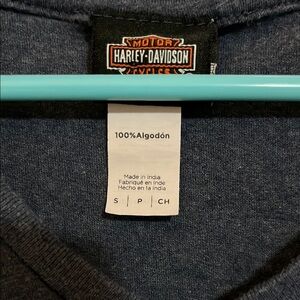 MOTOR
HARLEY-DAVIDSON
CYCLES
100%Algodón
Made in India
Fabriqué en Inde
Hecho en la India
S | P | CH